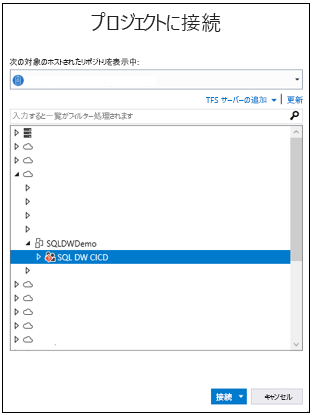 プロジェクトに接続
次の対象のホストされたリポジトリを表示中:
TFS サーバーの追加 | 更新
入力すると一覧がフィルター処理されます
SQLDWDemo
SQL DW CICD
接続 キャンセル